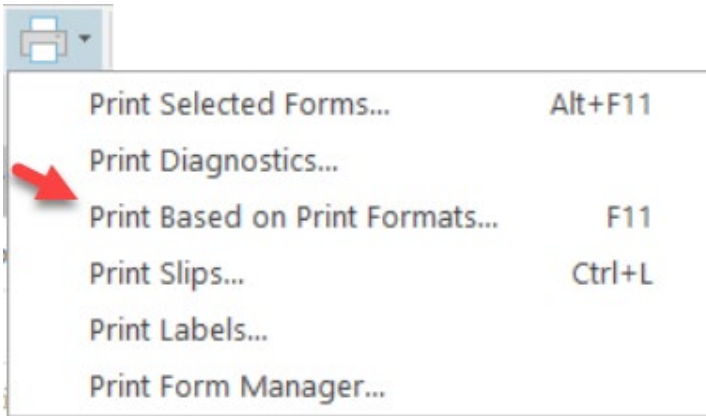 Print Selected Forms... Alt+F11
Print Diagnostics...
Print Based on Print Formats... F11
Print Slips... Ctrl+L
Print Labels...
Print Form Manager...